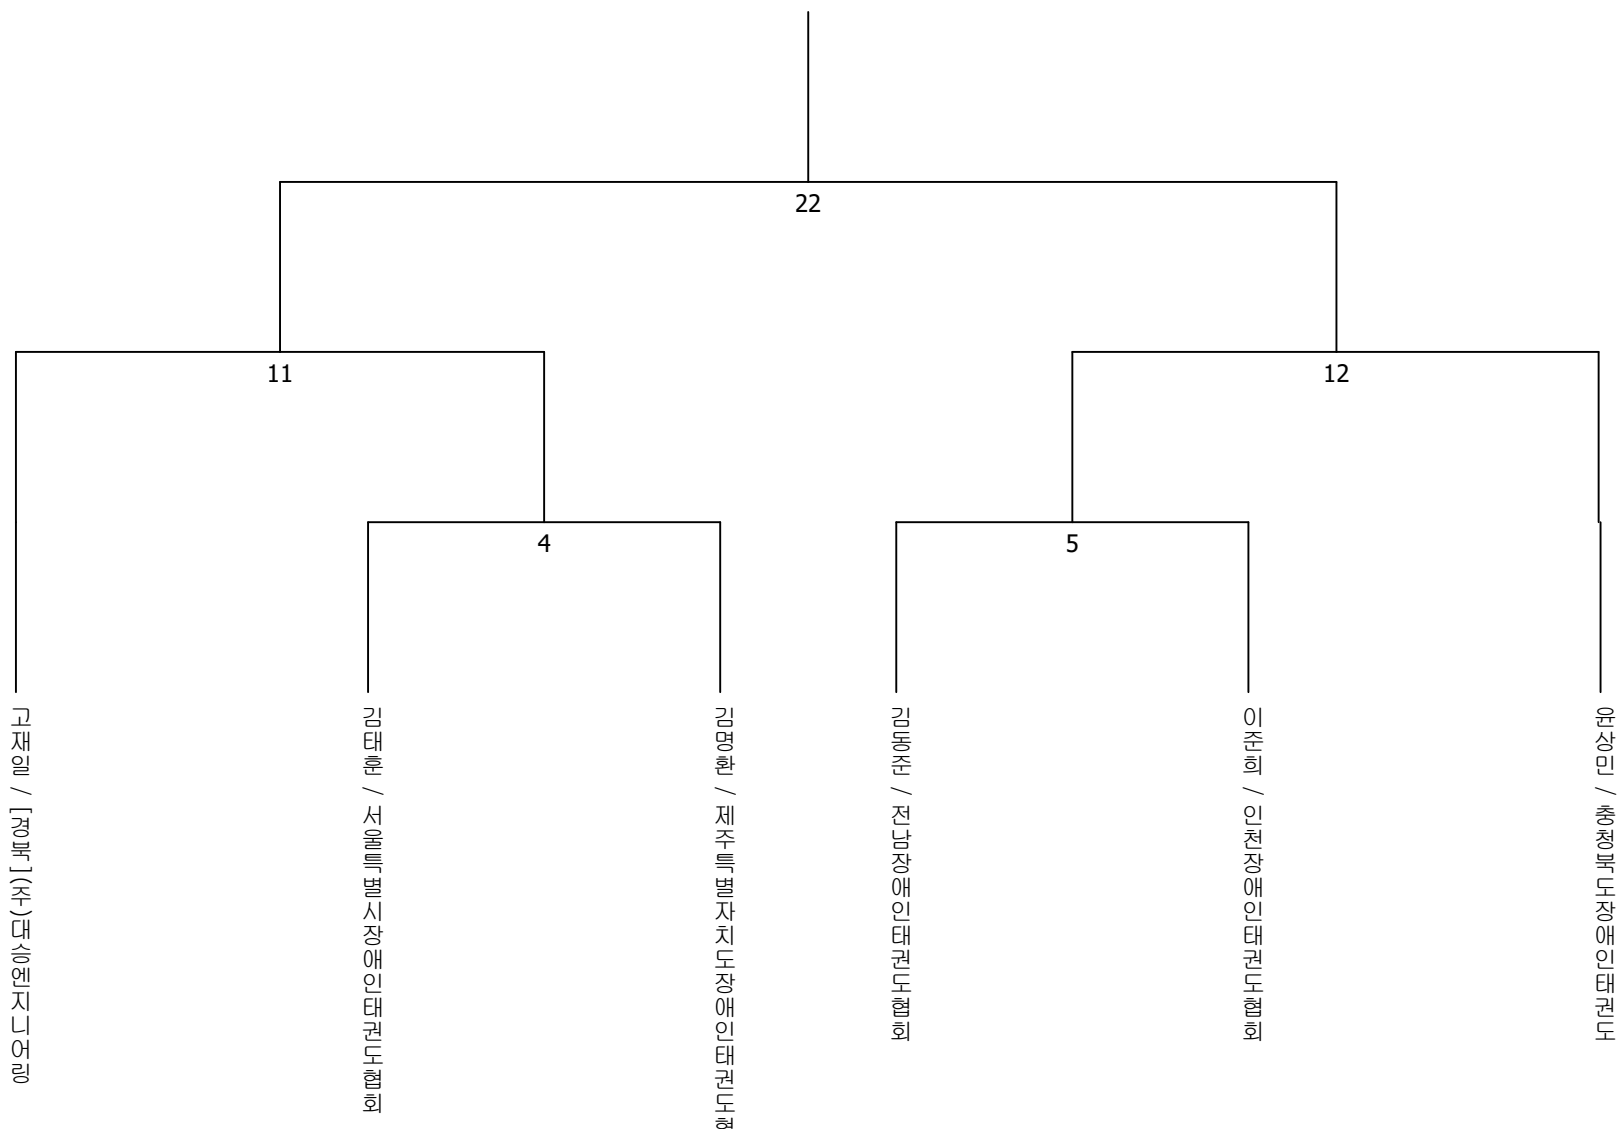 22
11
12
4
5
고재일 / [경북](주)대승엔지니어링
김태훈 / 서울특별시장애인태권도협회
김명환 / 제주특별자치도장애인태권도협
김동준 / 전남장애인태권도협회
이준희 / 인천장애인태권도협회
윤상민 / 충청북도장애인태권도